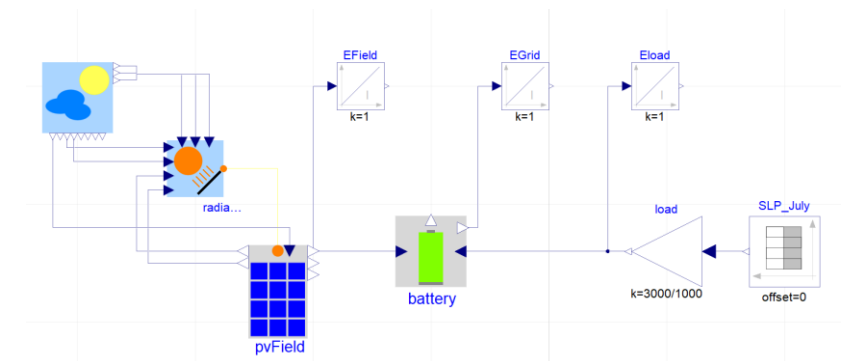 EField
EGrid
Eload
k=1
k=1
k=1
radia...
load
SLP_July
k=3000/1000
offset=0
battery
pvField